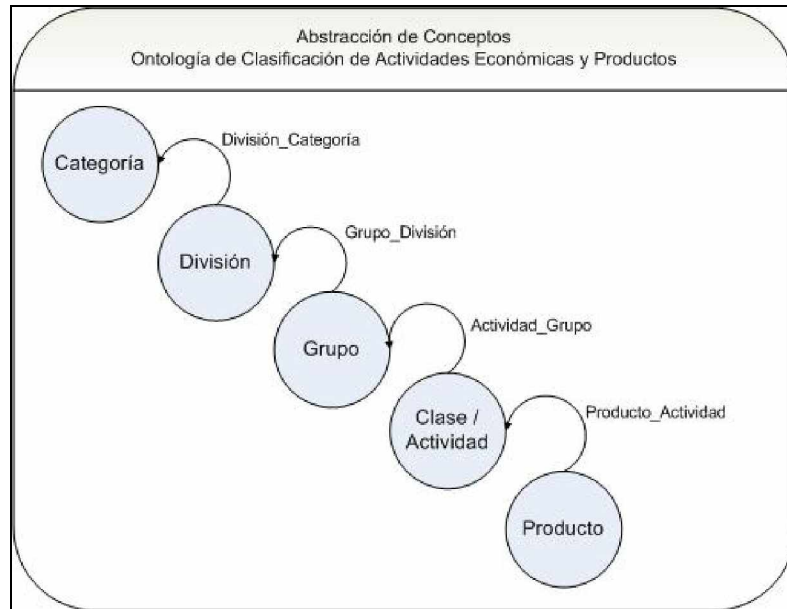 Abstracción de Conceptos
Ontología de Clasificación de Actividades Económicas y Productos
Categoría
División_Categoría
División
Grupo_División
Grupo
Actividad_Grupo
Clase /
Actividad
Producto_Actividad
Producto